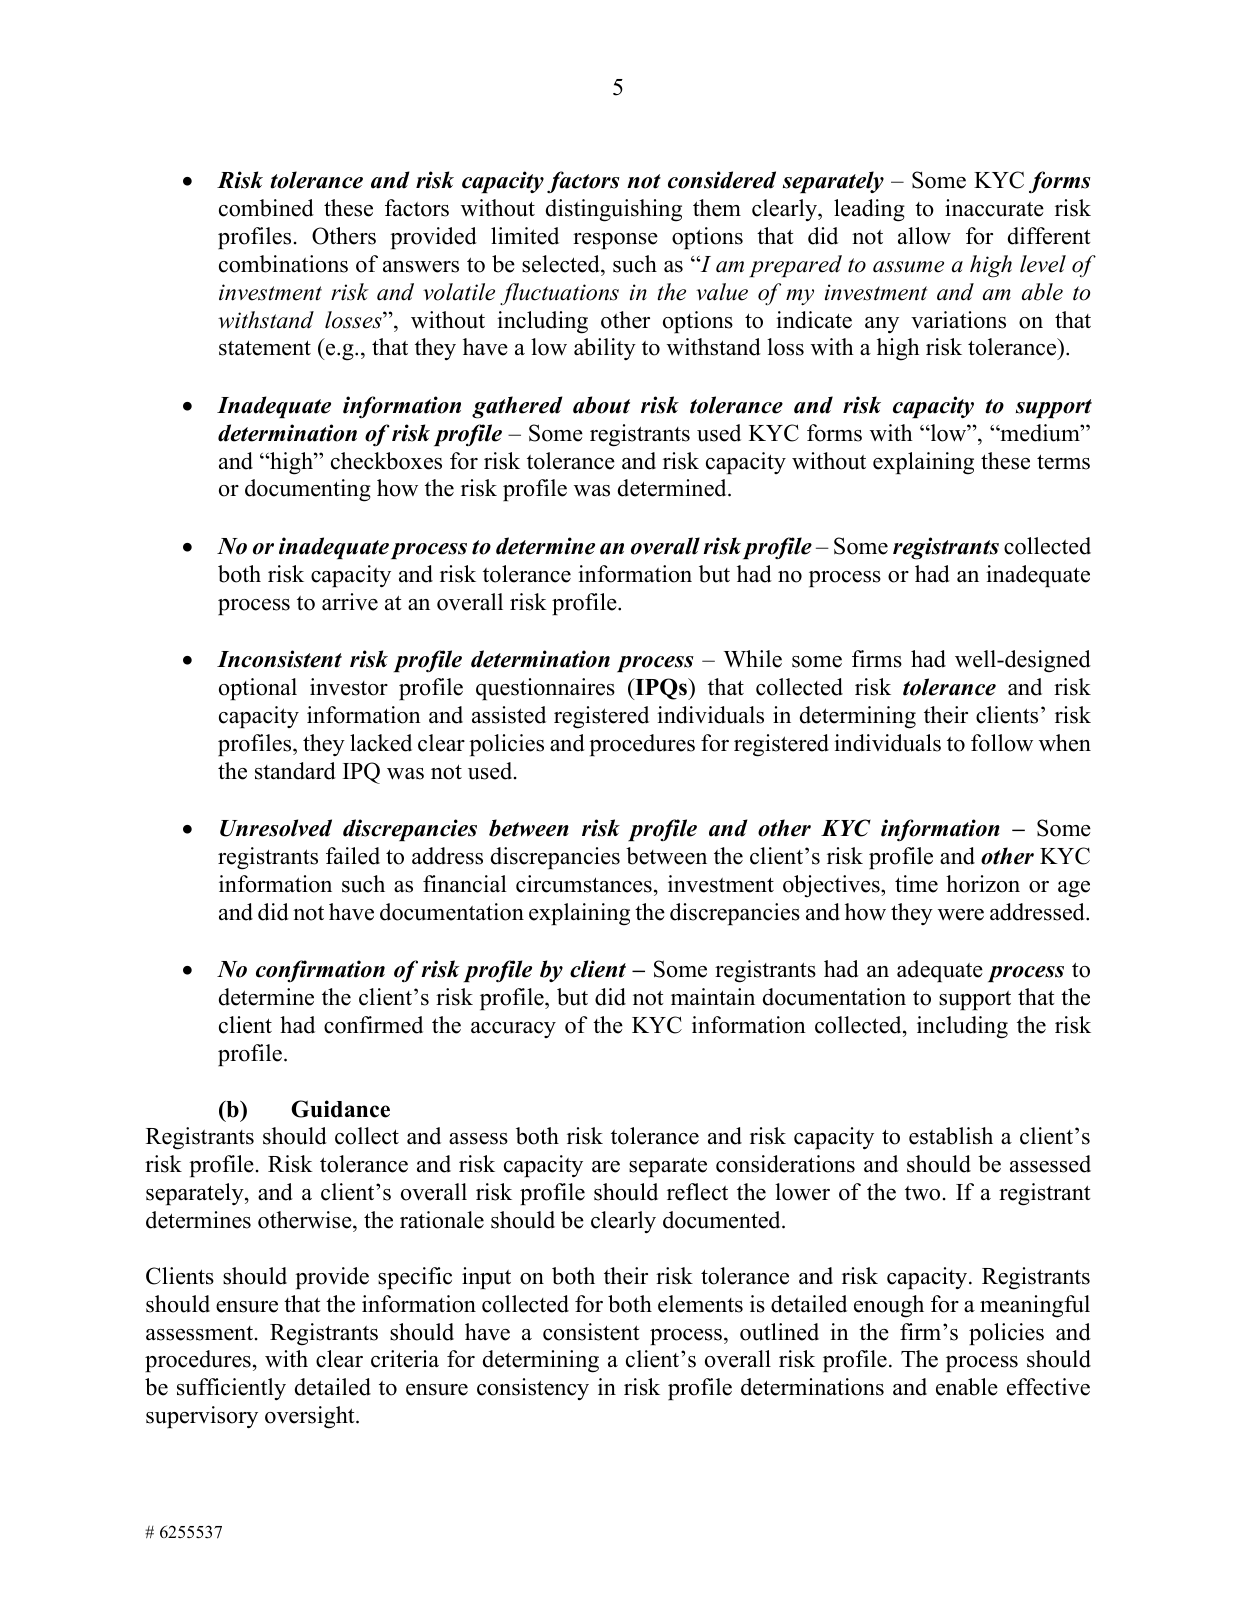 5
• Risk tolerance and risk capacity factors not considered separately – Some KYC forms
combined these factors without distinguishing them clearly, leading to inaccurate risk
profiles. Others provided limited response options that did not allow for different
combinations of answers to be selected, such as “I am prepared to assume a high level of
investment risk and volatile fluctuations in the value of my investment and am able to
withstand losses”, without including other options to indicate any variations on that
statement (e.g., that they have a low ability to withstand loss with a high risk tolerance).
• Inadequate information gathered about risk tolerance and risk capacity to support
determination of risk profile – Some registrants used KYC forms with “low”, “medium”
and “high” checkboxes for risk tolerance and risk capacity without explaining these terms
or documenting how the risk profile was determined.
• No or inadequate process to determine an overall risk profile – Some registrants collected
both risk capacity and risk tolerance information but had no process or had an inadequate
process to arrive at an overall risk profile.
• Inconsistent risk profile determination process – While some firms had well-designed
optional investor profile questionnaires (IPQs) that collected risk tolerance and risk
capacity information and assisted registered individuals in determining their clients’ risk
profiles, they lacked clear policies and procedures for registered individuals to follow when
the standard IPQ was not used.
• Unresolved discrepancies between risk profile and other KYC information – Some
registrants failed to address discrepancies between the client’s risk profile and other KYC
information such as financial circumstances, investment objectives, time horizon or age
and did not have documentation explaining the discrepancies and how they were addressed.
• No confirmation of risk profile by client – Some registrants had an adequate process to
determine the client’s risk profile, but did not maintain documentation to support that the
client had confirmed the accuracy of the KYC information collected, including the risk
profile.
(b) Guidance
Registrants should collect and assess both risk tolerance and risk capacity to establish a client’s
risk profile. Risk tolerance and risk capacity are separate considerations and should be assessed
separately, and a client’s overall risk profile should reflect the lower of the two. If a registrant
determines otherwise, the rationale should be clearly documented.
Clients should provide specific input on both their risk tolerance and risk capacity. Registrants
should ensure that the information collected for both elements is detailed enough for a meaningful
assessment. Registrants should have a consistent process, outlined in the firm’s policies and
procedures, with clear criteria for determining a client’s overall risk profile. The process should
be sufficiently detailed to ensure consistency in risk profile determinations and enable effective
supervisory oversight.
# 6255537